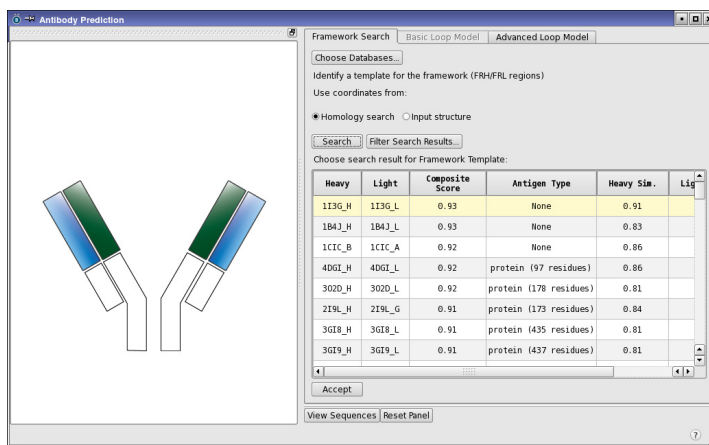 Antibody Prediction
Framework Search Basic Loop Model Advanced Loop Model
Choose Databases...
Identify a template for the framework (FRH/FRL regions)
Use coordinates from:
Homology search Input structure
Search Filter Search Results...
Choose search result for Framework Template:
Heavy Light Composite Score Antigen Type Heavy Sim. Lig
1I3G_H 1I3G_L 0.93 None 0.91
1B4J_H 1B4J_L 0.93 None 0.83
1CIC_B 1CIC_A 0.92 None 0.86
4DGI_H 4DGI_L 0.92 protein (97 residues) 0.86
3O2D_H 3O2D_L 0.92 protein (178 residues) 0.81
2I9L_H 2I9L_G 0.91 protein (173 residues) 0.84
3GI8_H 3GI8_L 0.91 protein (435 residues) 0.81
3GI9_H 3GI9_L 0.91 protein (437 residues) 0.81
Accept
View Sequences Reset Panel
?